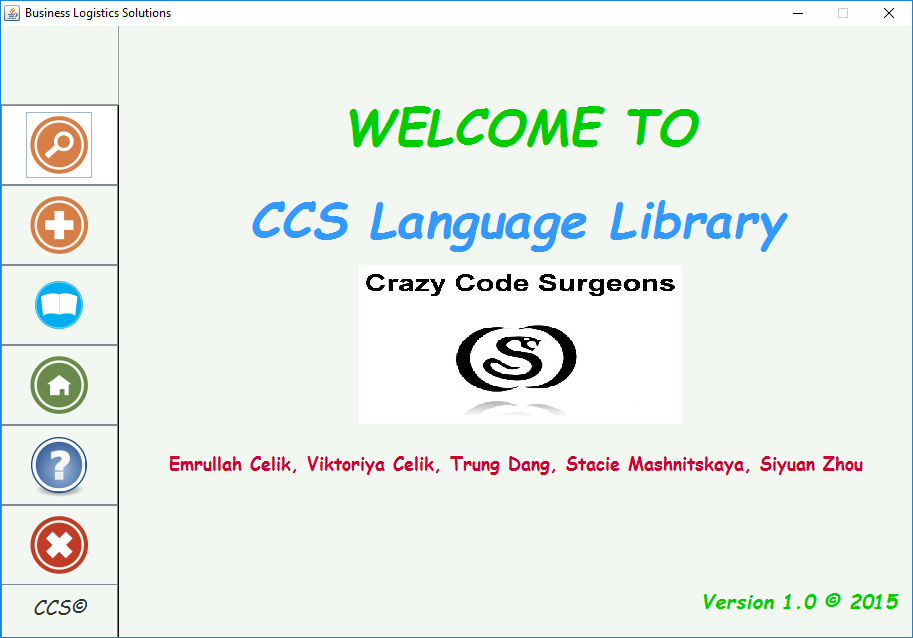 Business Logistics Solutions
WELCOME TO
CCS Language Library
Crazy Code Surgeons
Emrullah Celik, Viktoriya Celik, Trung Dang, Stacie Mashnitskaya, Siyuan Zhou
CCS©
Version 1.0 © 2015